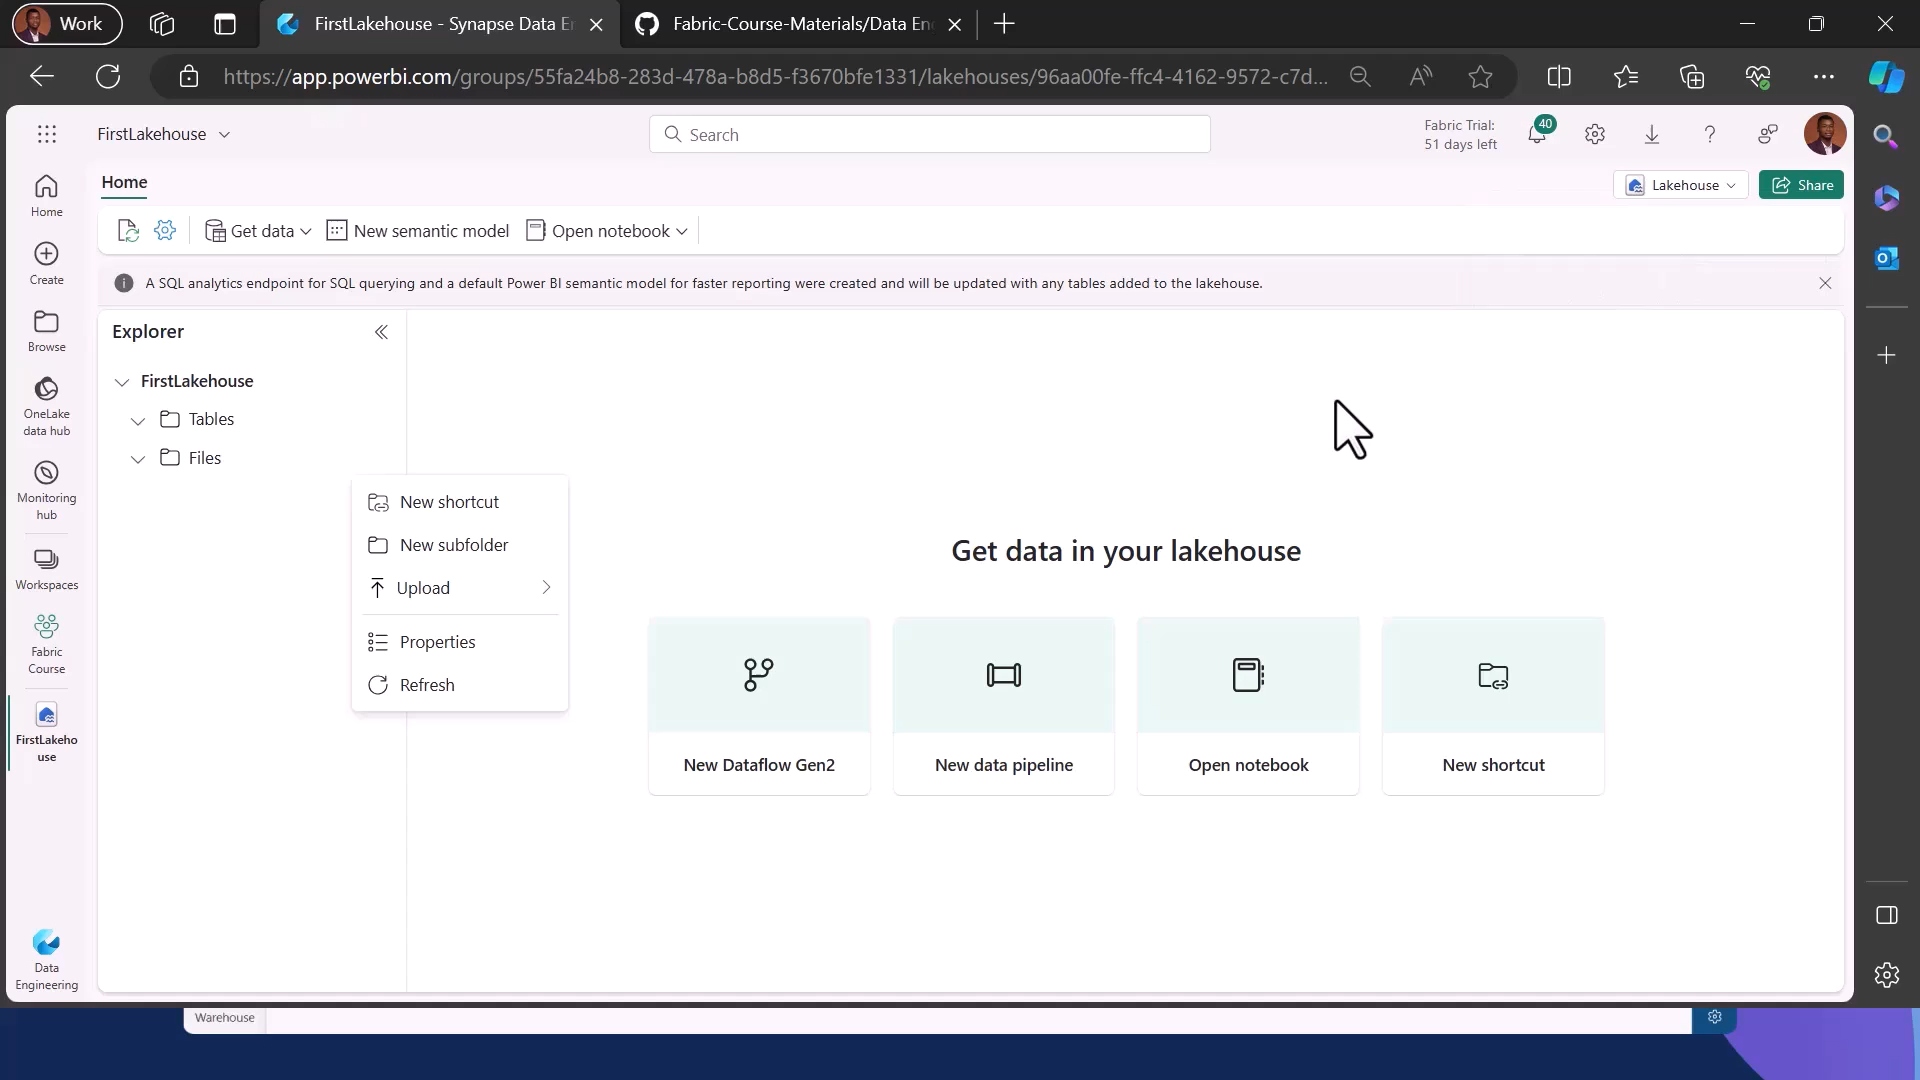 Work
FirstLakehouse - Synapse Data En
Fabric-Course-Materials/Data En
https://app.powerbi.com/groups/55fa24b8-283d-478a-b8d5-f3670bfe1331/lakehouses/96aa00fe-ffc4-4162-9572-c7d...
FirstLakehouse
Search
Fabric Trial:
51 days left
40
Home
Lakehouse
Share
Get data
New semantic model
Open notebook
A SQL analytics endpoint for SQL querying and a default Power BI semantic model for faster reporting were created and will be updated with any tables added to the lakehouse.
Home
Create
Browse
OneLake
data hub
Monitoring
hub
Workspaces
Fabric
Course
FirstLakeho
use
Data
Engineering
Explorer
FirstLakehouse
Tables
Files
New shortcut
New subfolder
Upload
Properties
Refresh
Get data in your lakehouse
New Dataflow Gen2
New data pipeline
Open notebook
New shortcut
Warehouse